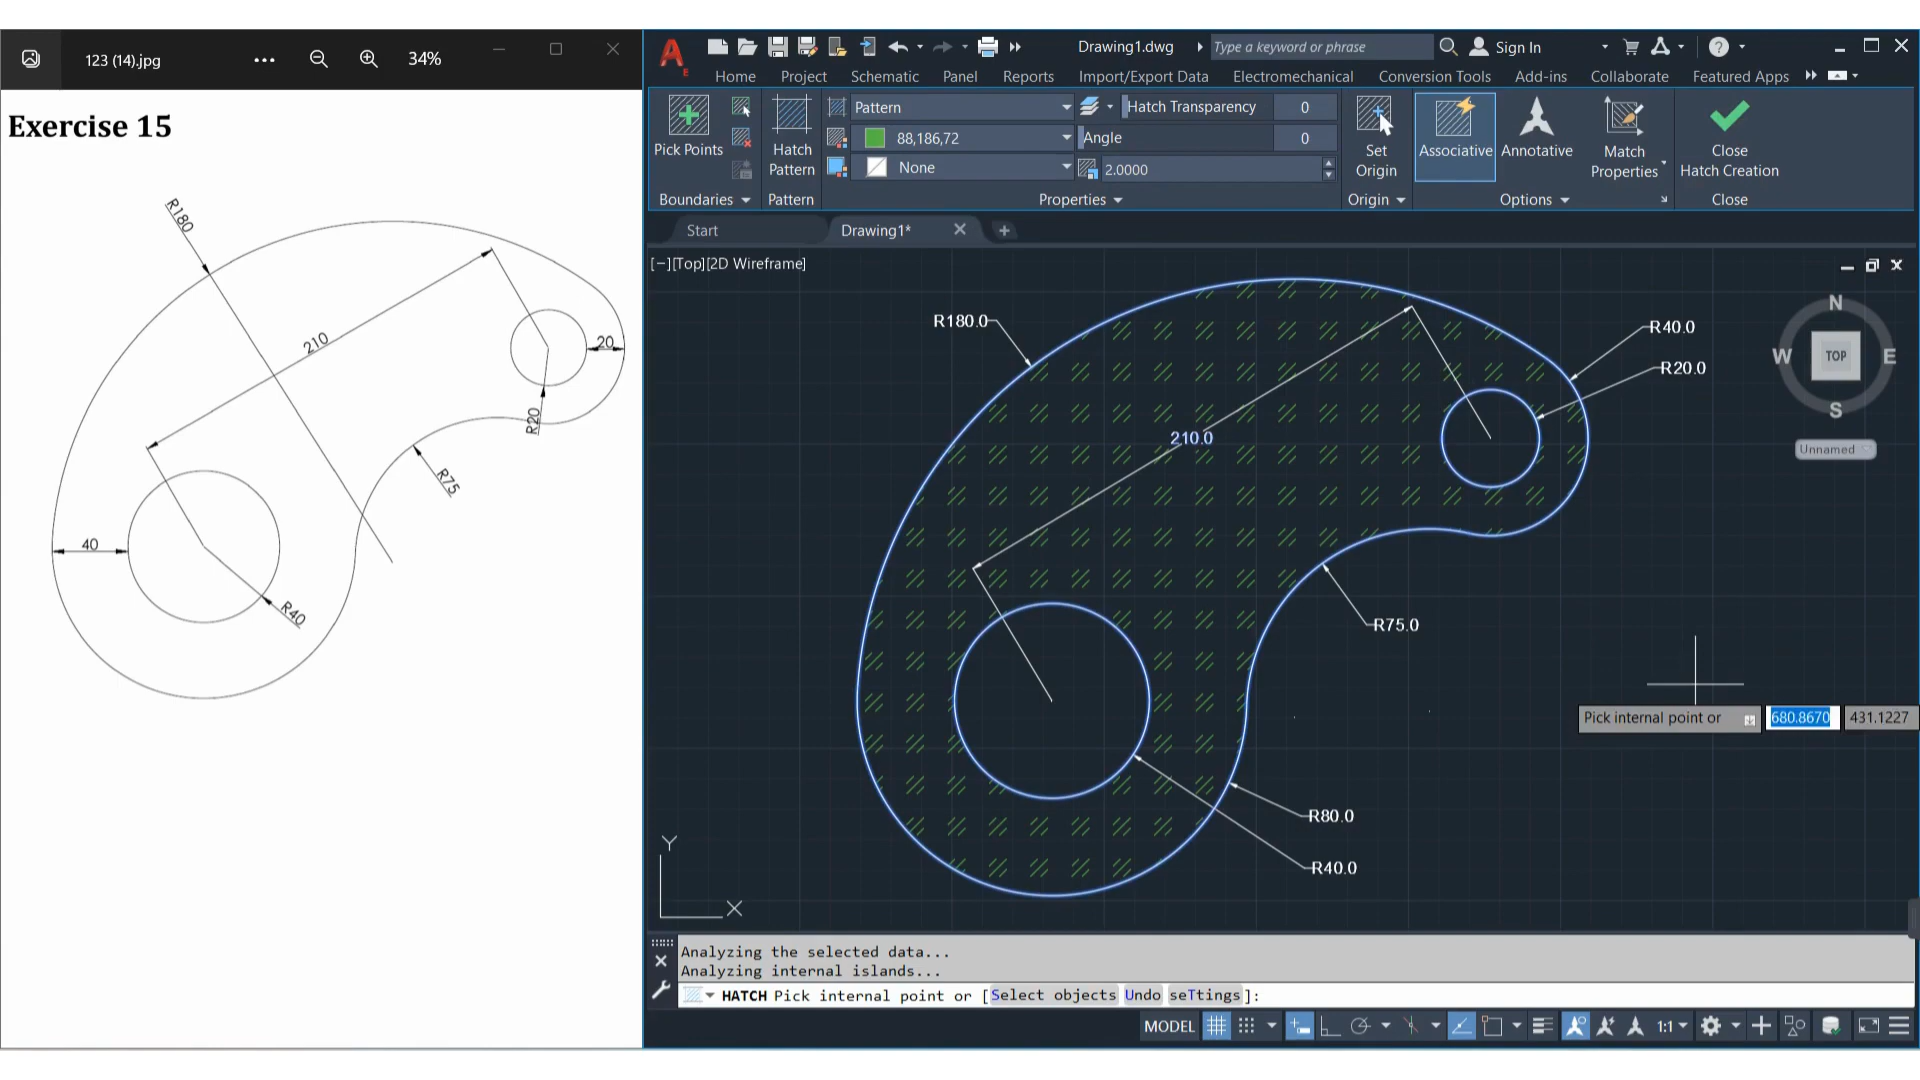 123 (14).jpg
34%
Exercise 15
R180
210
20
R20
R75
40
R40
Drawing1.dwg
Type a keyword or phrase
Sign In
Home
Project
Schematic
Panel
Reports
Import/Export Data
Electromechanical
Conversion Tools
Add-ins
Collaborate
Featured Apps
Pick Points
Boundaries
Hatch
Pattern
Pattern
Pattern
88,186,72
None
Hatch Transparency
0
Angle
0
2.0000
Properties
Set
Origin
Origin
Associative
Annotative
Match
Properties
Options
Close
Hatch Creation
Close
Start
Drawing1*
[−][Top][2D Wireframe]
N
W
TOP
E
S
Unnamed
R180.0
R40.0
R20.0
210.0
R75.0
R80.0
R40.0
Pick internal point or
680.8670
431.1227
Y
X
Analyzing the selected data...
Analyzing internal islands...
HATCH Pick internal point or [Select objects Undo seTtings]:
MODEL
1:1